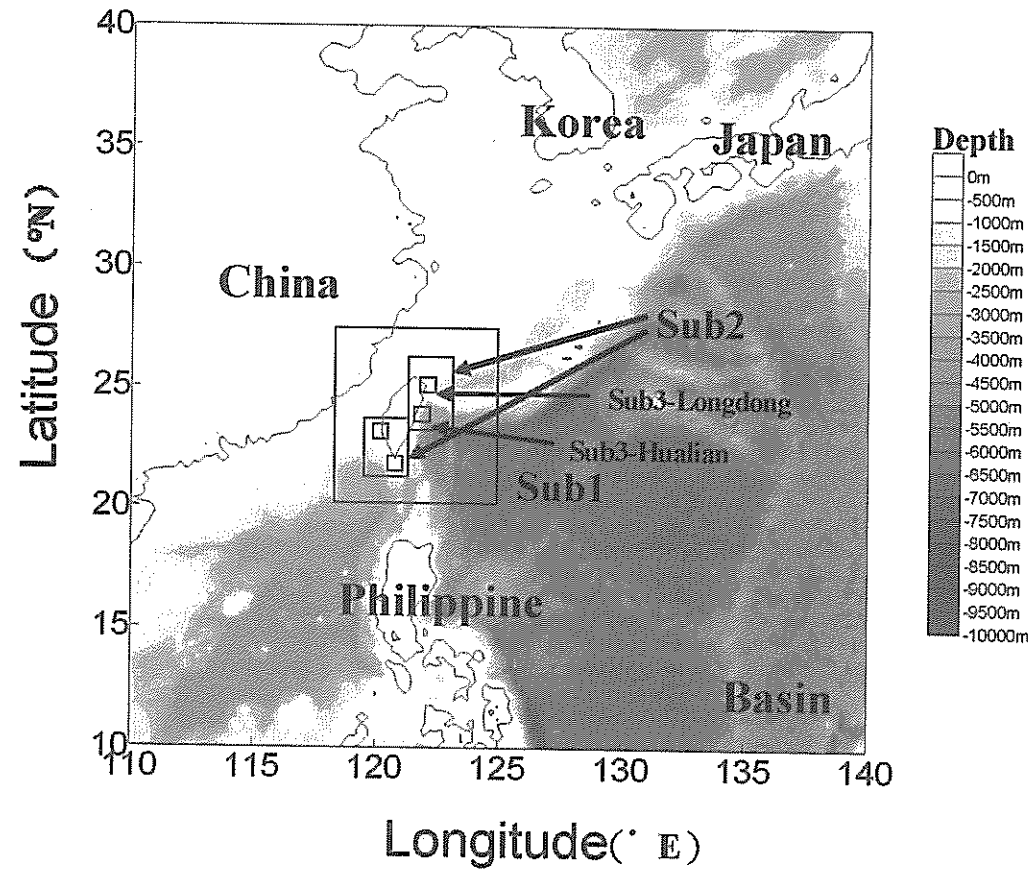 40
35
30
25
20
15
10
Latitude (°N)
110
115
120
125
130
135
140
Longitude(° E)
Korea
Japan
China
Sub2
Sub3-Longdong
Sub3-Hualian
Sub1
Philippine
Basin
Depth
0m
-500m
-1000m
-1500m
-2000m
-2500m
-3000m
-3500m
-4000m
-4500m
-5000m
-5500m
-6000m
-6500m
-7000m
-7500m
-8000m
-8500m
-9000m
-9500m
-10000m